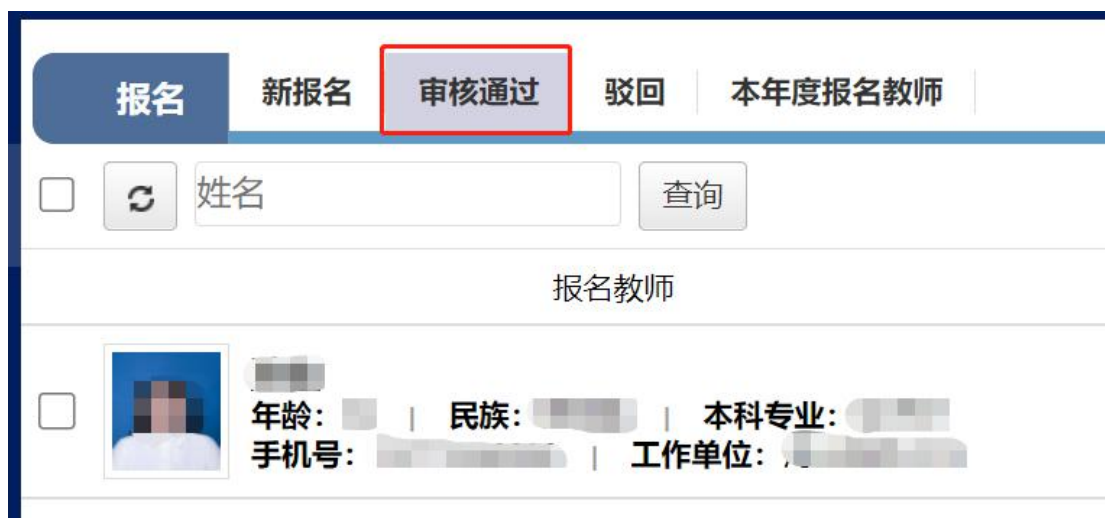 报名 新报名 审核通过 驳回 本年度报名教师
姓名 查询
报名教师
年龄： | 民族： | 本科专业：
手机号： | 工作单位：